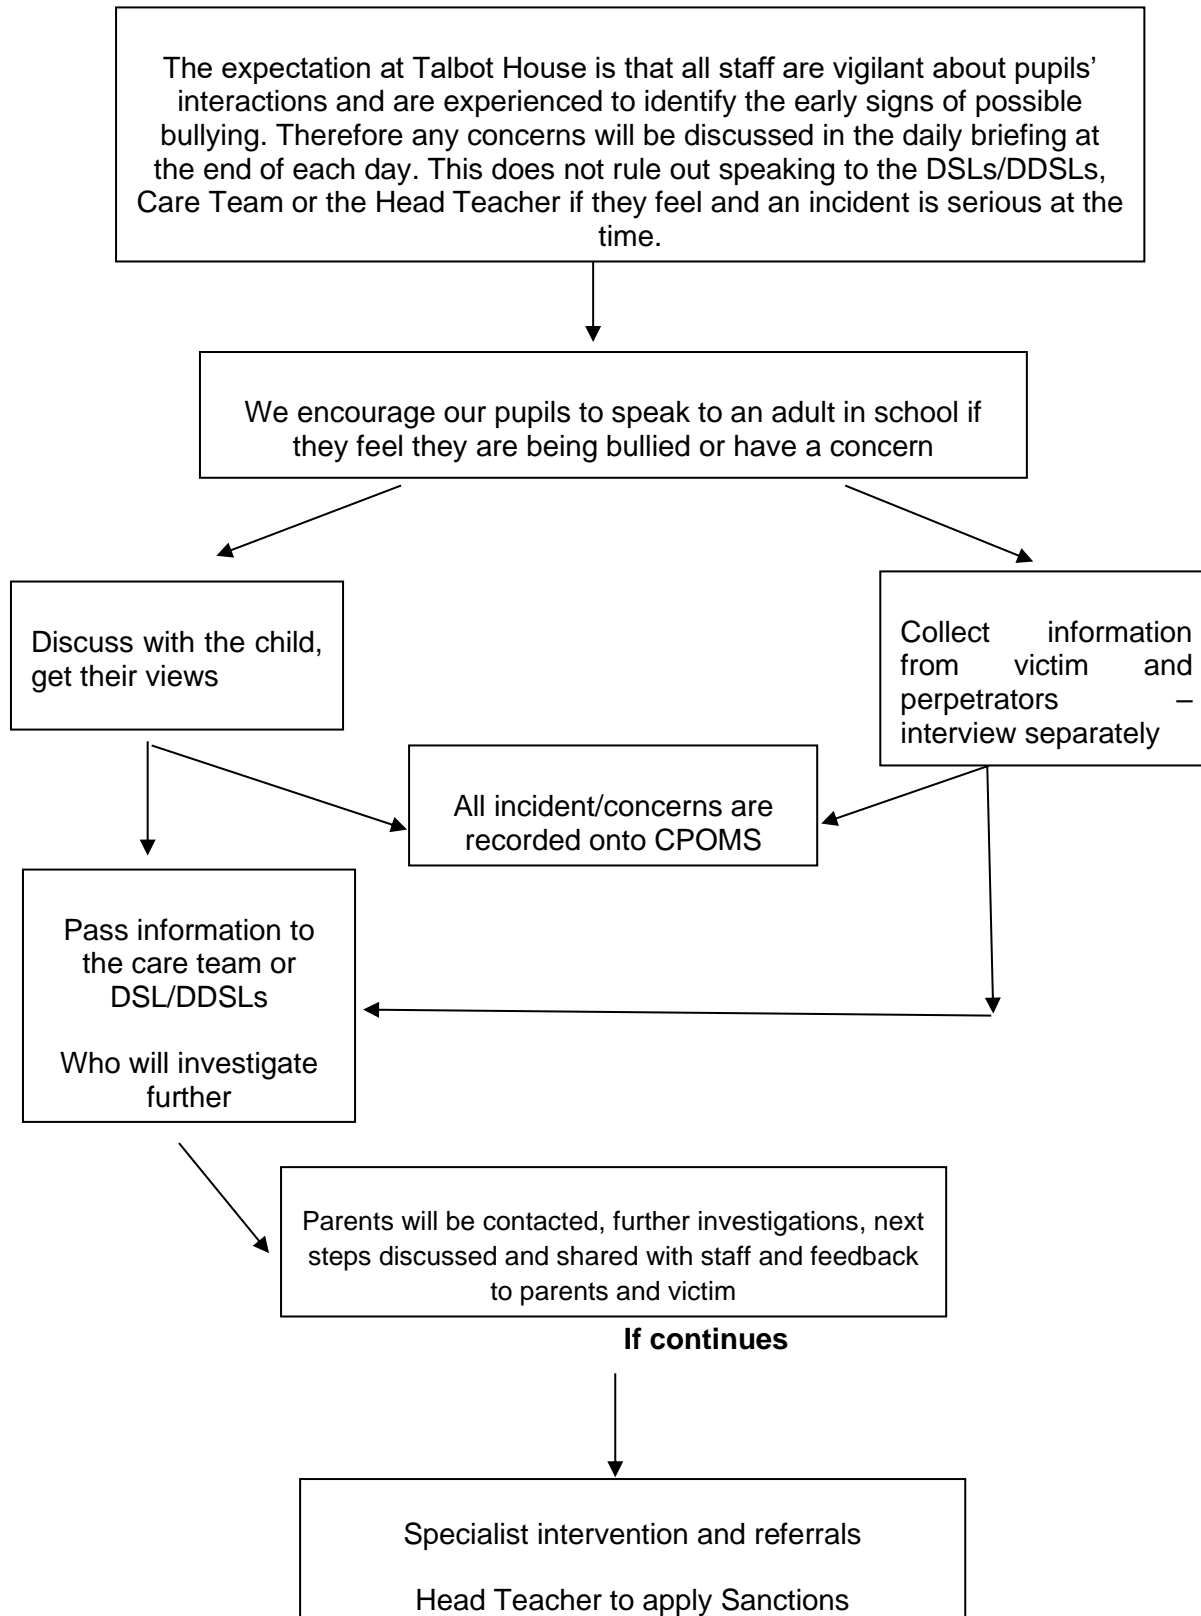 The expectation at Talbot House is that all staff are vigilant about pupils’
interactions and are experienced to identify the early signs of possible
bullying. Therefore any concerns will be discussed in the daily briefing at
the end of each day. This does not rule out speaking to the DSLs/DDSLs,
Care Team or the Head Teacher if they feel and an incident is serious at the
time.
We encourage our pupils to speak to an adult in school if
they feel they are being bullied or have a concern
Discuss with the child,
get their views
Collect information
from victim and
perpetrators –
interview separately
All incident/concerns are
recorded onto CPOMS
Pass information to
the care team or
DSL/DDSLs
Who will investigate
further
Parents will be contacted, further investigations, next
steps discussed and shared with staff and feedback
to parents and victim
If continues
Specialist intervention and referrals
Head Teacher to apply Sanctions